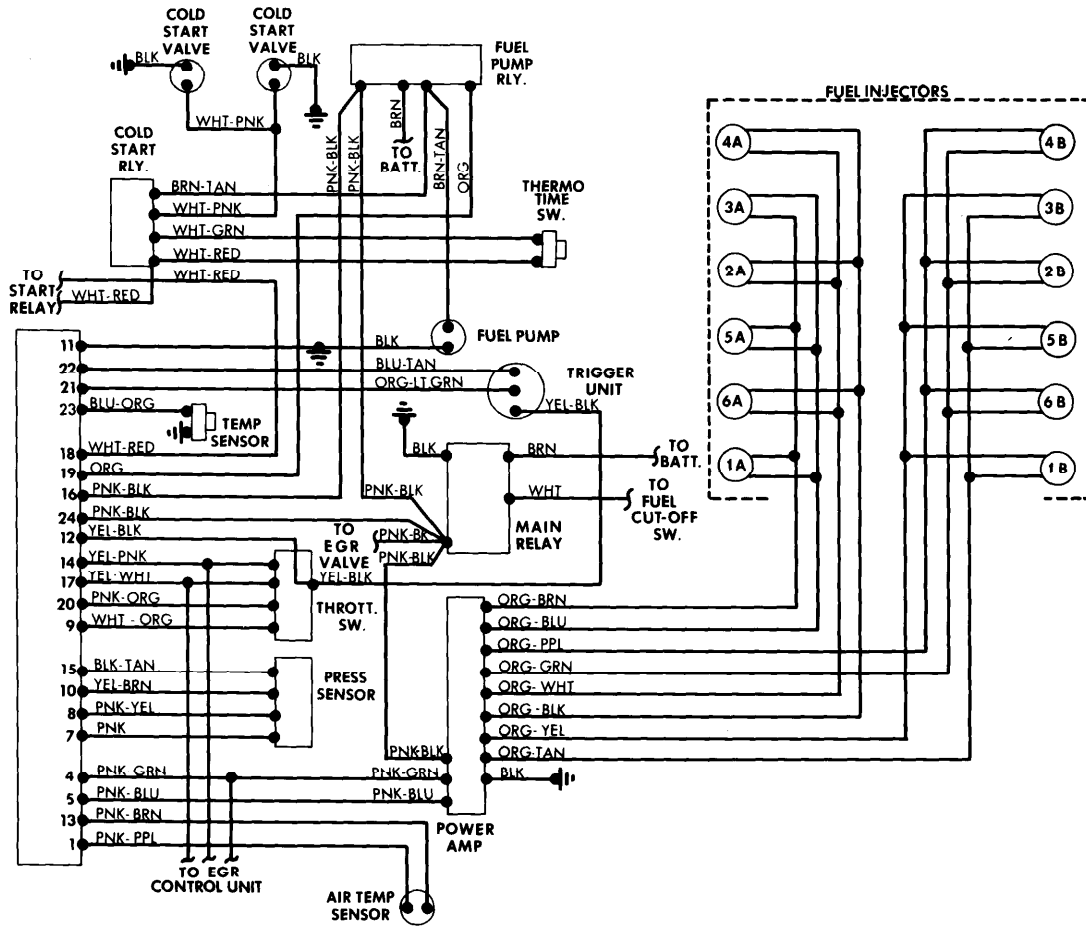 COLD
START
VALVE
COLD
START
VALVE
BLK
BLK
FUEL
PUMP
RLY.
WHT-PNK
PNK-BLK
PNK-BLK
BRN
TO
BATT.
BRN-TAN
ORG
COLD
START
RLY.
BRN-TAN
WHT-PNK
WHT-GRN
WHT-RED
WHT-RED
THERMO
TIME
SW.
TO
START
RELAY
WHT-RED
11
BLK
FUEL PUMP
22
BLU-TAN
21
ORG-LT.GRN
TRIGGER
UNIT
YEL-BLK
23
BLU-ORG
TEMP
SENSOR
18
WHT-RED
19
ORG
16
PNK-BLK
24
PNK-BLK
12
YEL-BLK
14
YEL-PNK
17
YEL-WHT
20
PNK-ORG
9
WHT-ORG
BLK
BRN
TO
BATT.
PNK-BLK
WHT
TO
FUEL
CUT-OFF
SW.
MAIN
RELAY
TO
EGR
VALVE
PNK-BK
PNK-BLK
YEL-BLK
THROTT.
SW.
15
BLK-TAN
10
YEL-BRN
8
PNK-YEL
7
PNK
PRESS
SENSOR
4
PNK-GRN
5
PNK-BLU
13
PNK-BRN
1
PNK-PPL
PNK-BLK
PNK-GRN
PNK-BLU
ORG-BRN
ORG-BLU
ORG-PPL
ORG-GRN
ORG-WHT
ORG-BLK
ORG-YEL
ORG-TAN
BLK
POWER
AMP
TO EGR
CONTROL UNIT
AIR TEMP
SENSOR
FUEL INJECTORS
4A
4B
3A
3B
2A
2B
5A
5B
6A
6B
1A
1B